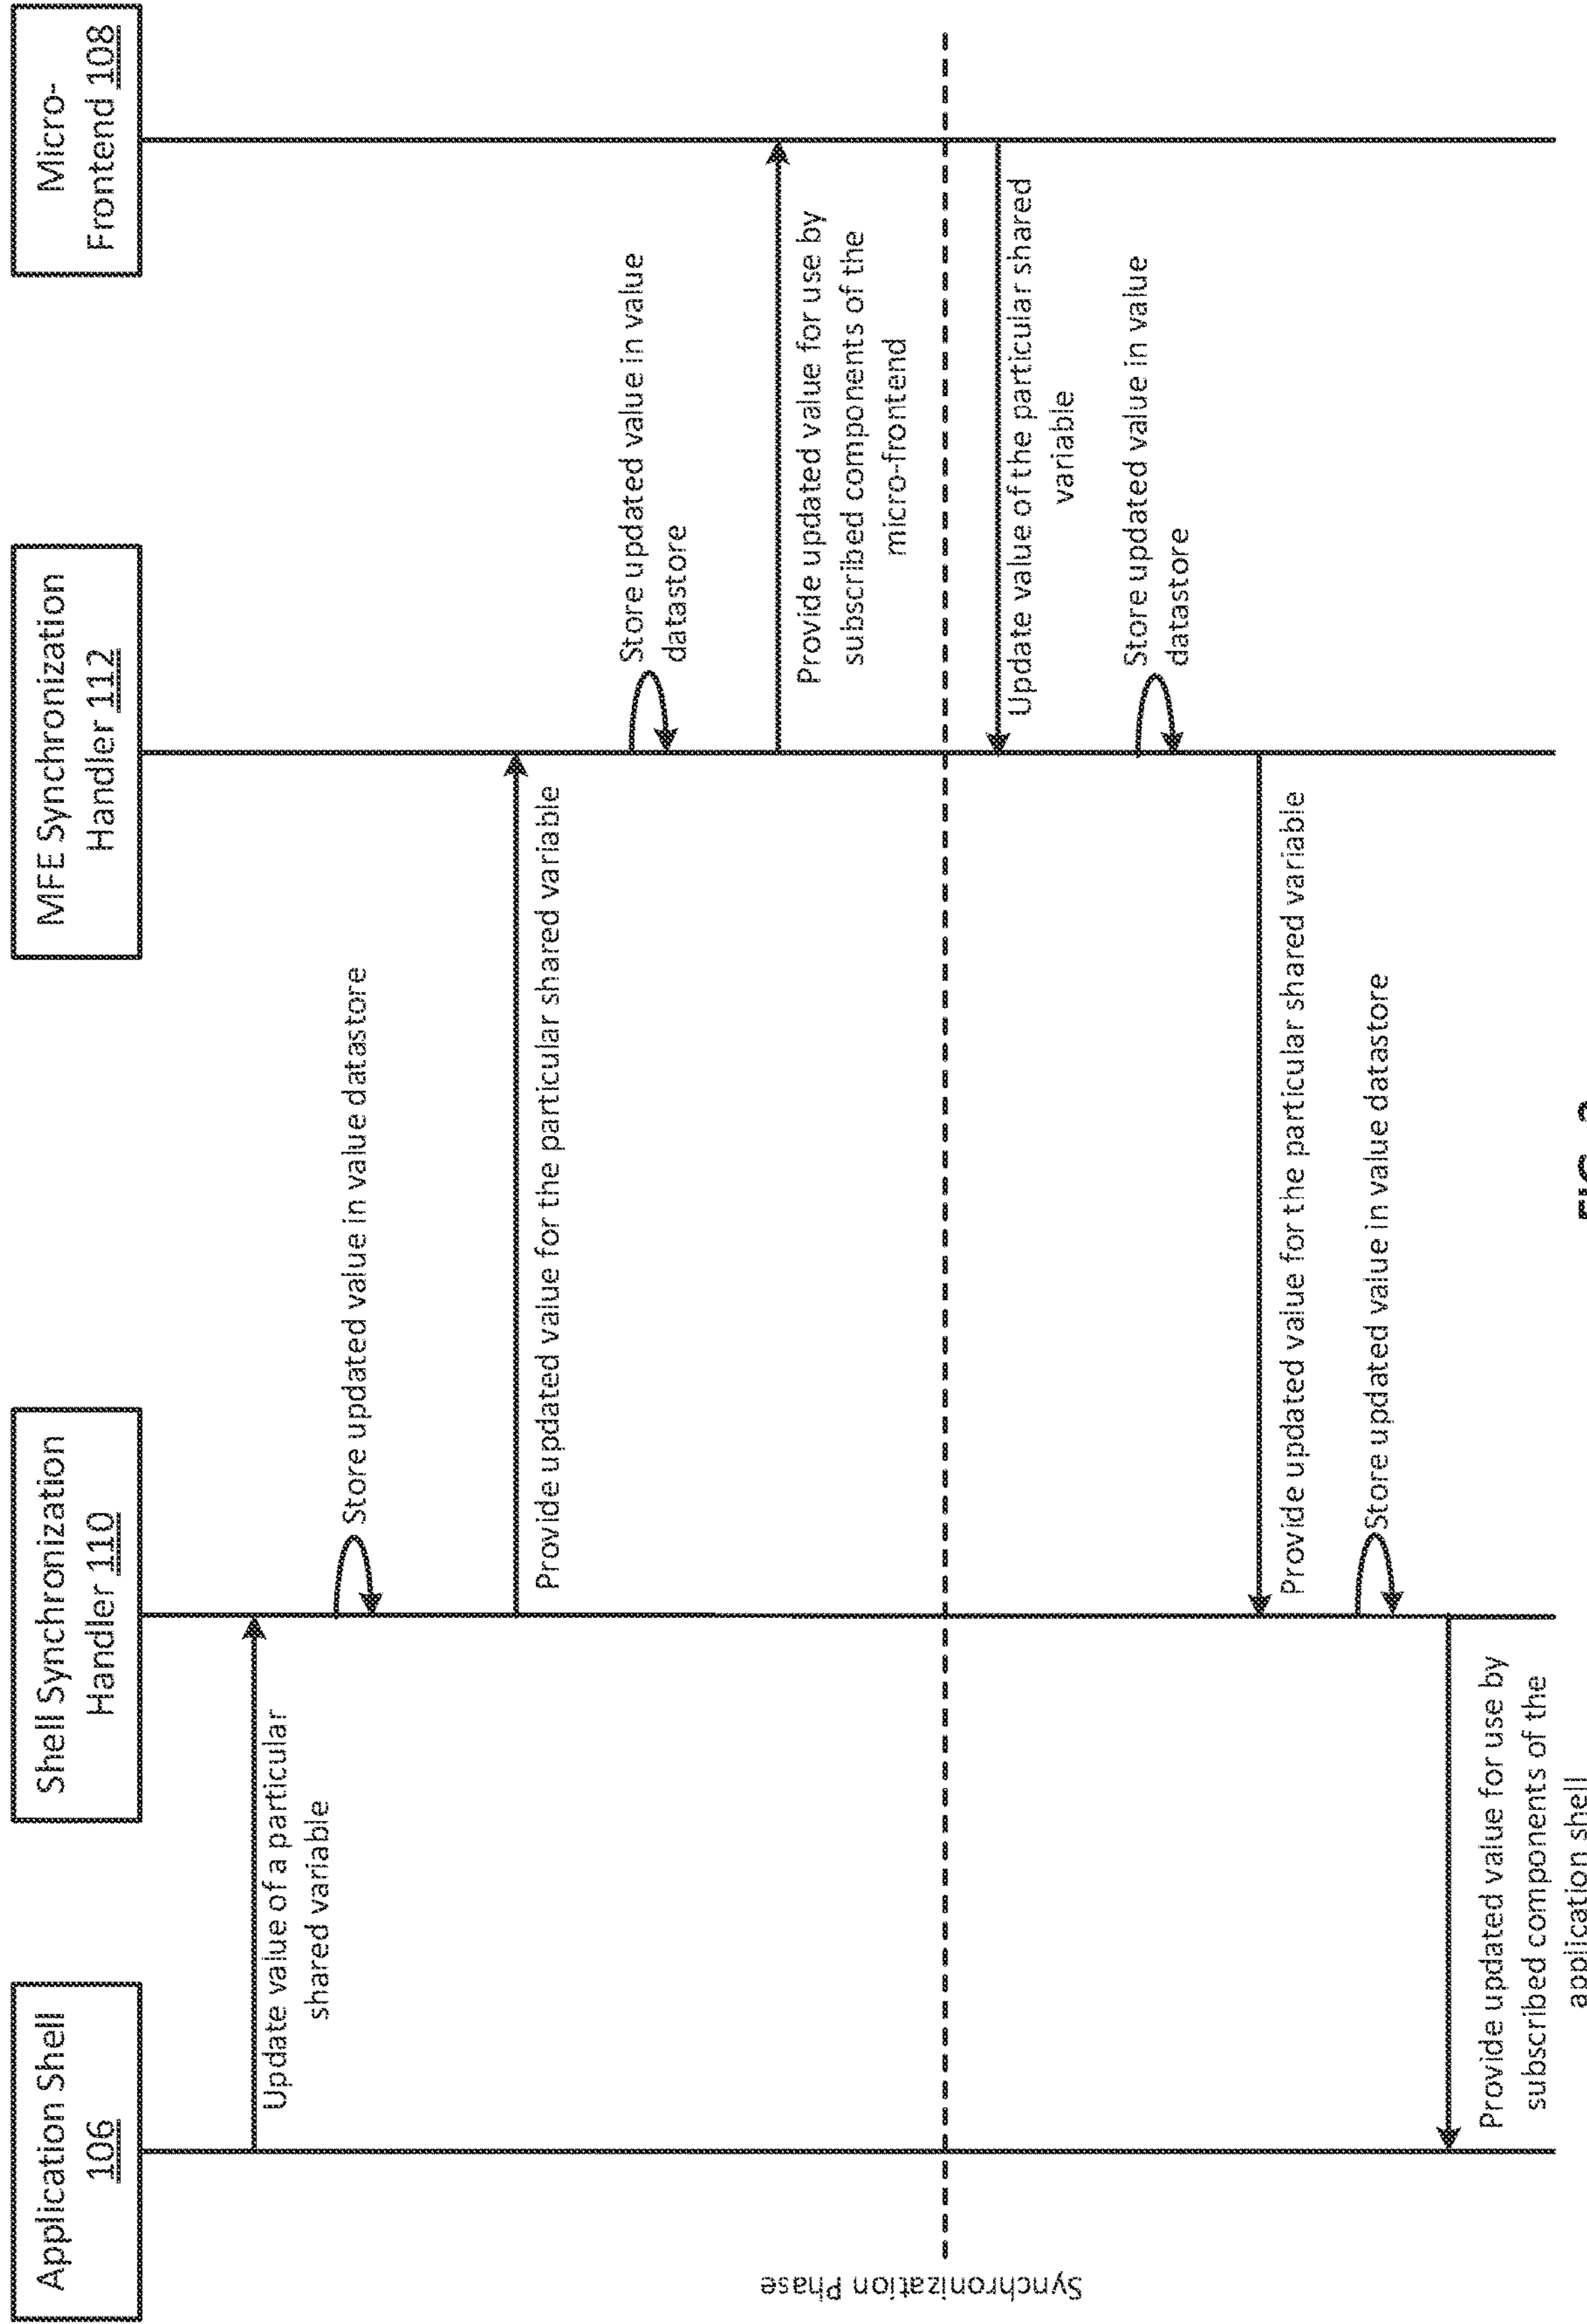 Application Shell
106
Shell Synchronization
Handler 110
MFE Synchronization
Handler 112
Micro-
Frontend 108
Update value of a particular
shared variable
Store updated value in value datastore
Provide updated value for the particular shared variable
Store updated value in value
datastore
Provide updated value for use by
subscribed components of the
micro-frontend
Synchronization Phase
Update value of the particular shared
variable
Store updated value in value
datastore
Provide updated value for the particular shared variable
Store updated value in value datastore
Provide updated value for use by
subscribed components of the
application shell